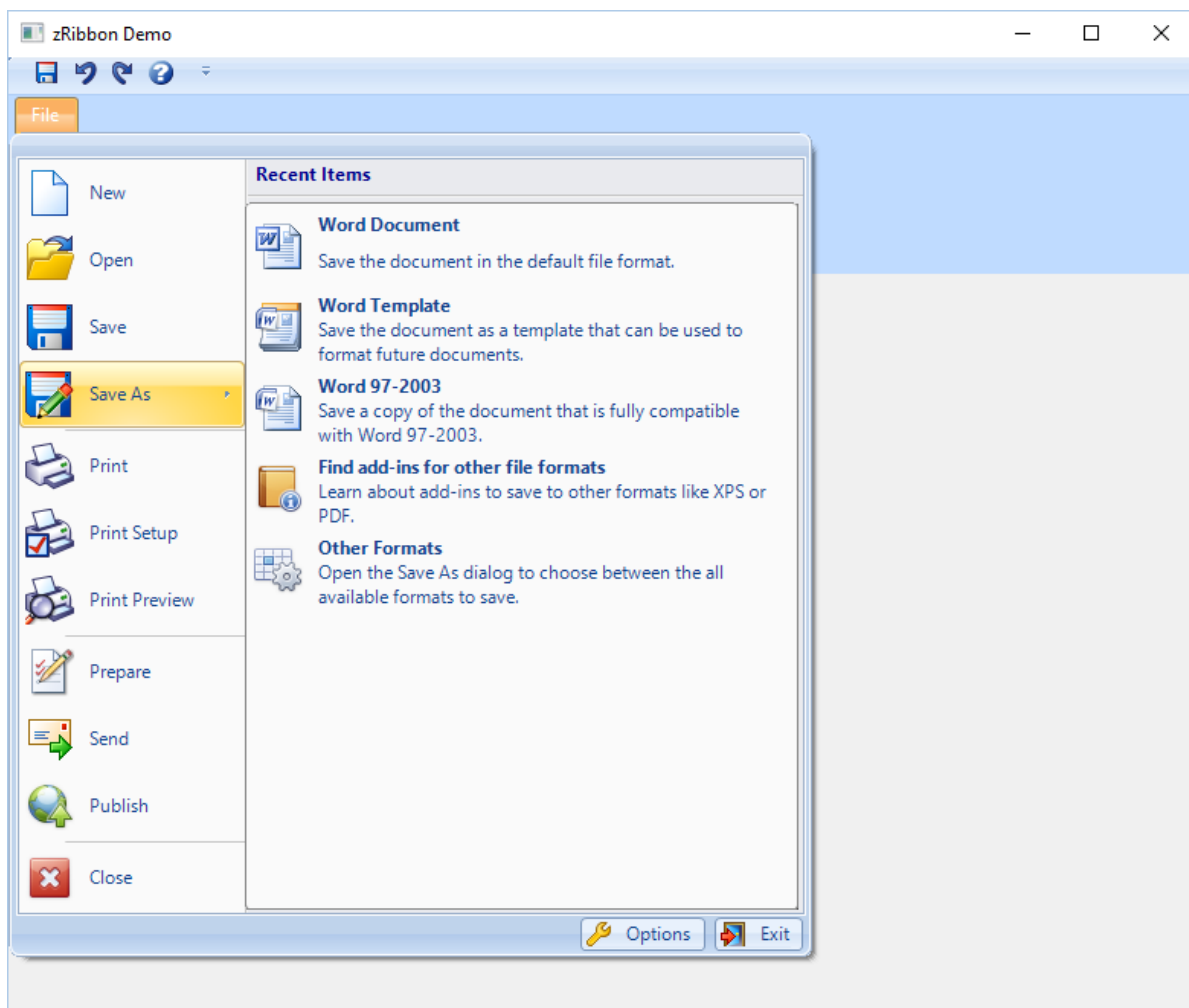 zRibbon Demo
File
New
Open
Save
Save As
Print
Print Setup
Print Preview
Prepare
Send
Publish
Close
Recent Items
Word Document
Save the document in the default file format.
Word Template
Save the document as a template that can be used to
format future documents.
Word 97-2003
Save a copy of the document that is fully compatible
with Word 97-2003.
Find add-ins for other file formats
Learn about add-ins to save to other formats like XPS or
PDF.
Other Formats
Open the Save As dialog to choose between the all
available formats to save.
Options
Exit